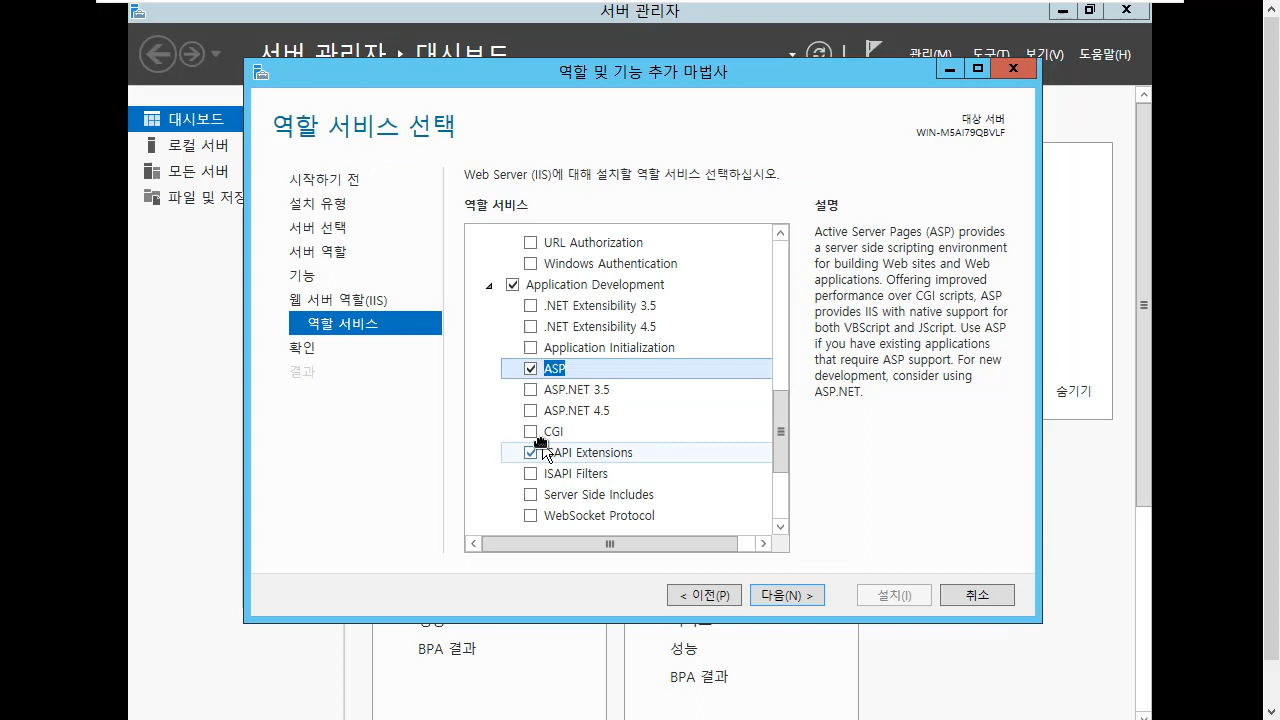 서버 관리자
서버 관리자 ▸ 대시보드
관리(M) 도구(T) 보기(V) 도움말(H)
대시보드
로컬 서버
모든 서버
파일 및 저장
역할 및 기능 추가 마법사
역할 서비스 선택
대상 서버
WIN-M5AI79QBVLF
시작하기 전
설치 유형
서버 선택
서버 역할
기능
웹 서버 역할(IIS)
역할 서비스
확인
결과
Web Server (IIS)에 대해 설치할 역할 서비스 선택하십시오.
역할 서비스
URL Authorization
Windows Authentication
Application Development
.NET Extensibility 3.5
.NET Extensibility 4.5
Application Initialization
ASP
ASP.NET 3.5
ASP.NET 4.5
CGI
ISAPI Extensions
ISAPI Filters
Server Side Includes
WebSocket Protocol
설명
Active Server Pages (ASP) provides
a server side scripting environment
for building Web sites and Web
applications. Offering improved
performance over CGI scripts, ASP
provides IIS with native support for
both VBScript and JScript. Use ASP
if you have existing applications
that require ASP support. For new
development, consider using
ASP.NET.
숨기기
< 이전(P)
다음(N) >
설치(I)
취소
BPA 결과
성능
BPA 결과